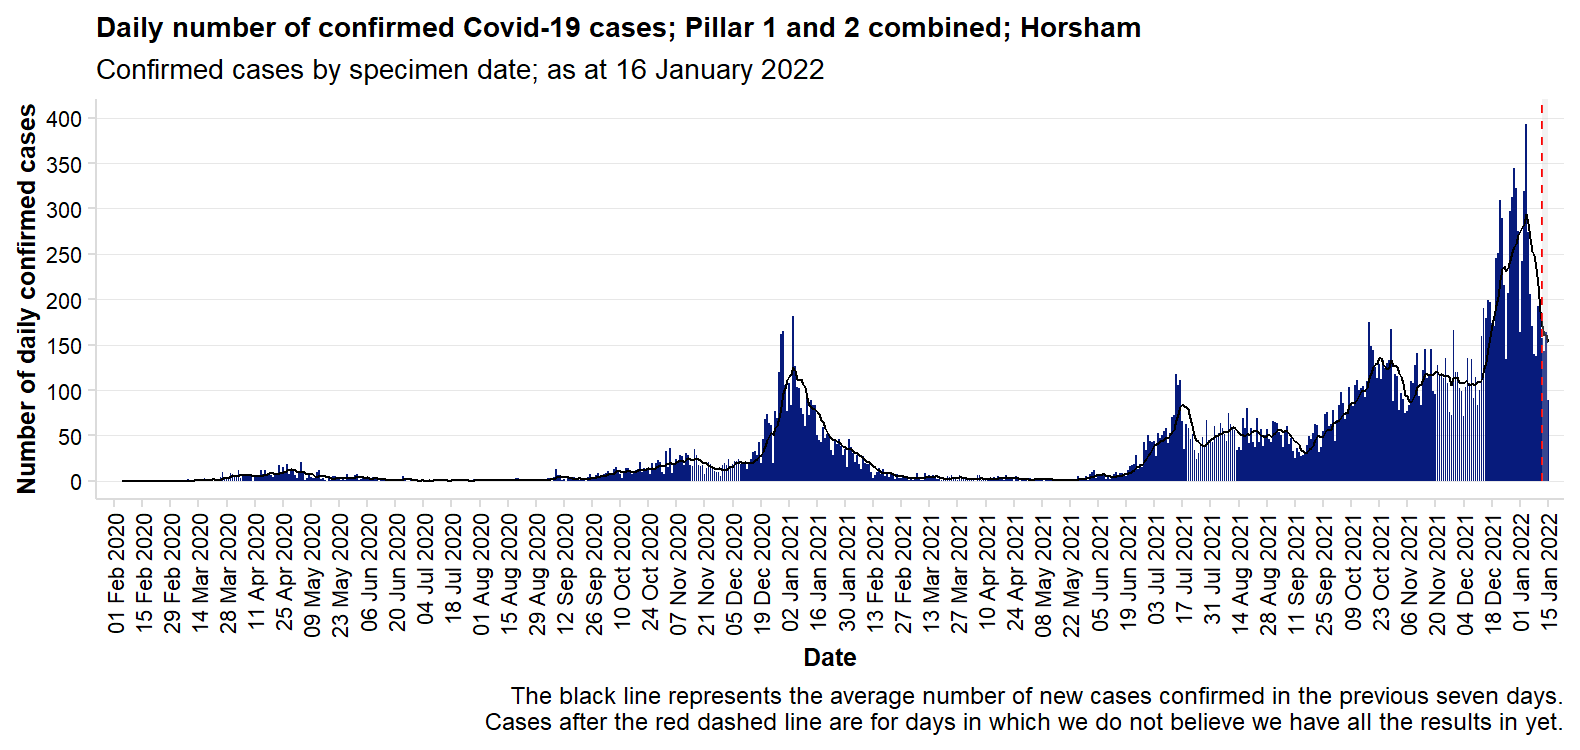 Daily number of confirmed Covid-19 cases; Pillar 1 and 2 combined; Horsham
Confirmed cases by specimen date; as at 16 January 2022
Number of daily confirmed cases
400
350
300
250
200
150
100
50
0
01 Feb 2020
15 Feb 2020
29 Feb 2020
14 Mar 2020
28 Mar 2020
11 Apr 2020
25 Apr 2020
09 May 2020
23 May 2020
06 Jun 2020
20 Jun 2020
04 Jul 2020
18 Jul 2020
01 Aug 2020
15 Aug 2020
29 Aug 2020
12 Sep 2020
26 Sep 2020
10 Oct 2020
24 Oct 2020
07 Nov 2020
21 Nov 2020
05 Dec 2020
19 Dec 2020
02 Jan 2021
16 Jan 2021
30 Jan 2021
13 Feb 2021
27 Feb 2021
13 Mar 2021
27 Mar 2021
10 Apr 2021
24 Apr 2021
08 May 2021
22 May 2021
05 Jun 2021
19 Jun 2021
03 Jul 2021
17 Jul 2021
31 Jul 2021
14 Aug 2021
28 Aug 2021
11 Sep 2021
25 Sep 2021
09 Oct 2021
23 Oct 2021
06 Nov 2021
20 Nov 2021
04 Dec 2021
18 Dec 2021
01 Jan 2022
15 Jan 2022
Date
The black line represents the average number of new cases confirmed in the previous seven days.
Cases after the red dashed line are for days in which we do not believe we have all the results in yet.